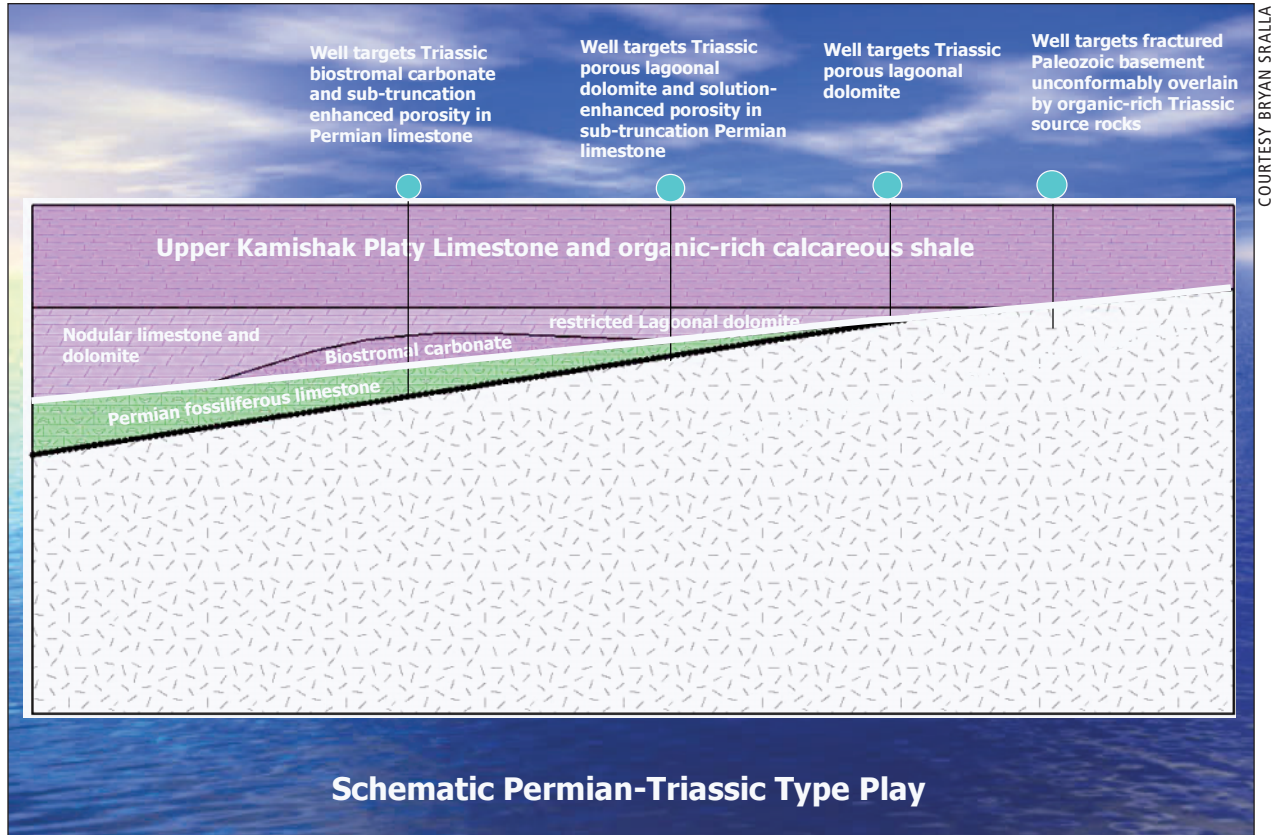 Well targets Triassic
biostromal carbonate
and sub-truncation
enhanced porosity in
Permian limestone
Well targets Triassic
porous lagoonal
dolomite and solution-
enhanced porosity in
sub-truncation Permian
limestone
Well targets Triassic
porous lagoonal
dolomite
Well targets fractured
Paleozoic basement
unconformably overlain
by organic-rich Triassic
source rocks
COURTESY BRYAN SRALLA
Upper Kamishak Platy Limestone and organic-rich calcareous shale
Nodular limestone and
dolomite
restricted Lagoonal dolomite
Biostromal carbonate
Permian fossiliferous limestone
Schematic Permian-Triassic Type Play